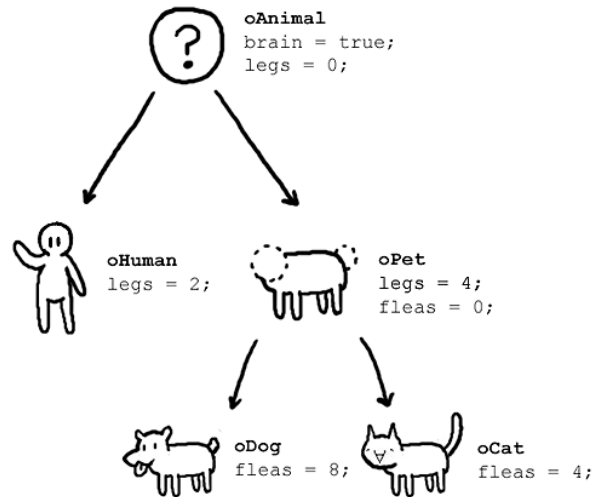 ?
oAnimal
brain = true;
legs = 0;
oHuman
legs = 2;
oPet
legs = 4;
fleas = 0;
oDog
fleas = 8;
oCat
fleas = 4;